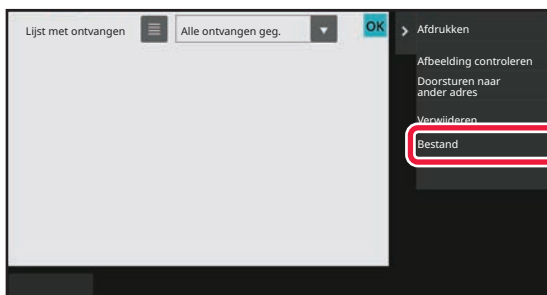 Lijst met ontvangen
Alle ontvangen geg.
OK
Afdrukken
Afbeelding controleren
Doorsturen naar
ander adres
Verwijderen
Bestand